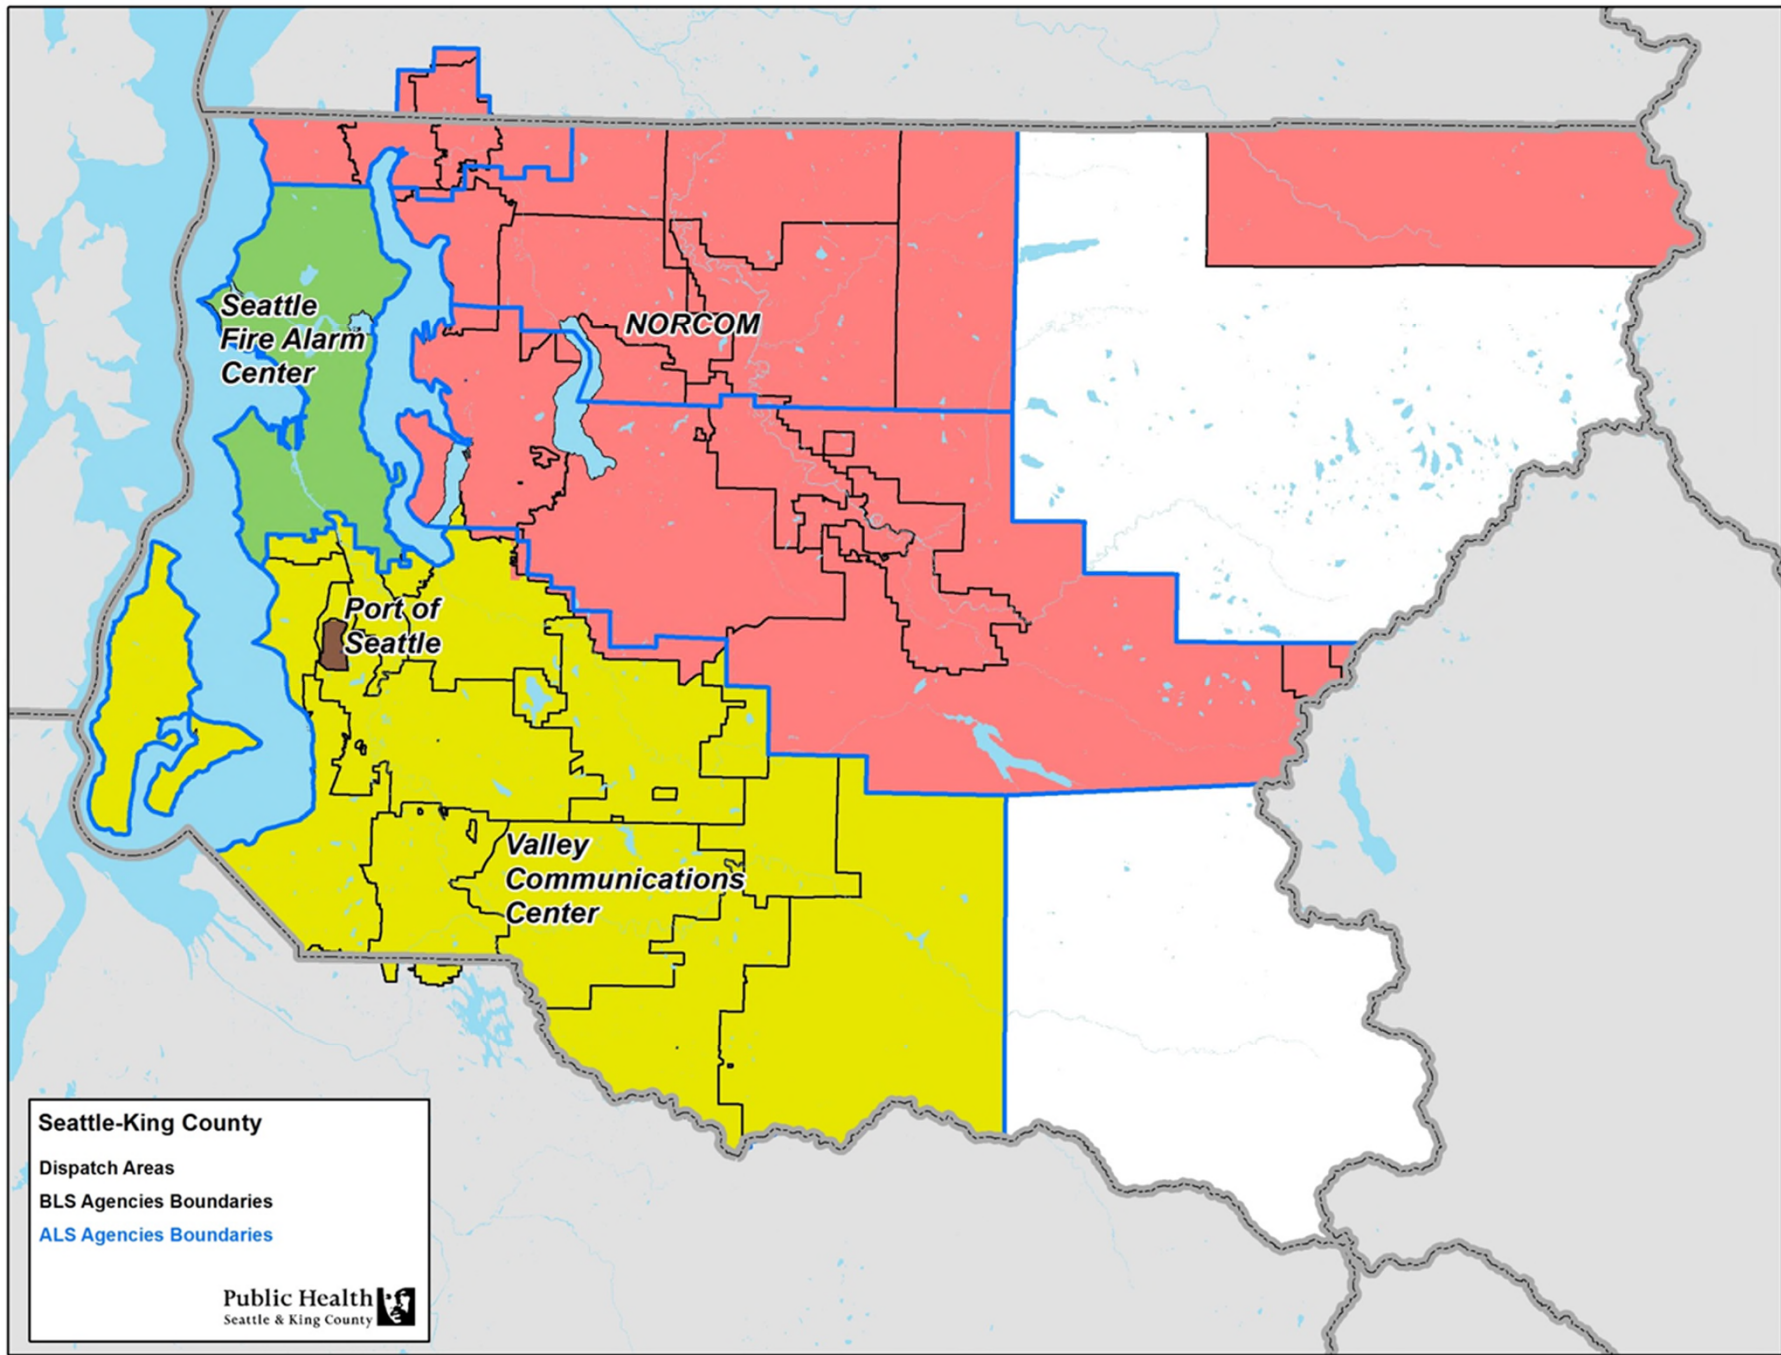 Seattle
Fire Alarm
Center
NORCOM
Port of
Seattle
Valley
Communications
Center
Seattle-King County
Dispatch Areas
BLS Agencies Boundaries
ALS Agencies Boundaries
Public Health
Seattle & King County